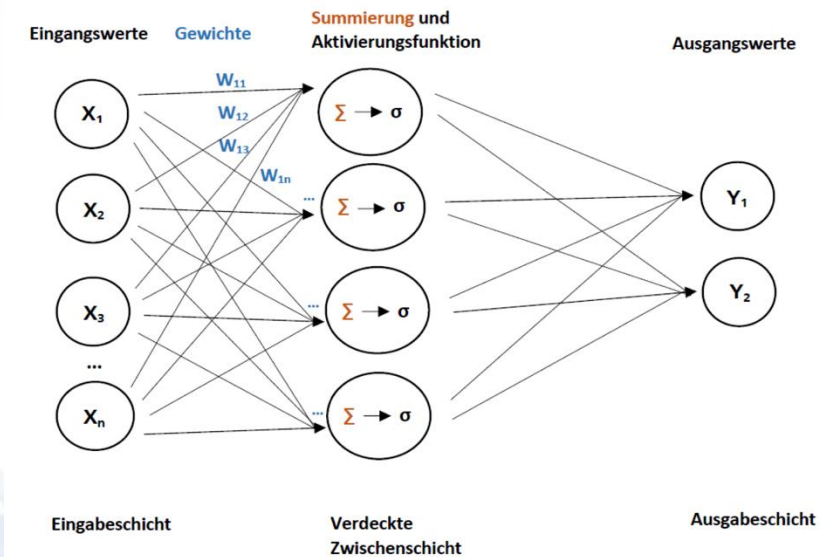 Eingangswerte
Gewichte
Summierung und
Aktivierungsfunktion
Ausgangswerte
W11
X1
∑ → σ
W12
W13
W1n
...
X2
∑ → σ
Y1
...
X3
∑ → σ
Y2
...
...
Xn
∑ → σ
Eingabeschicht
Verdeckte
Zwischenschicht
Ausgabeschicht